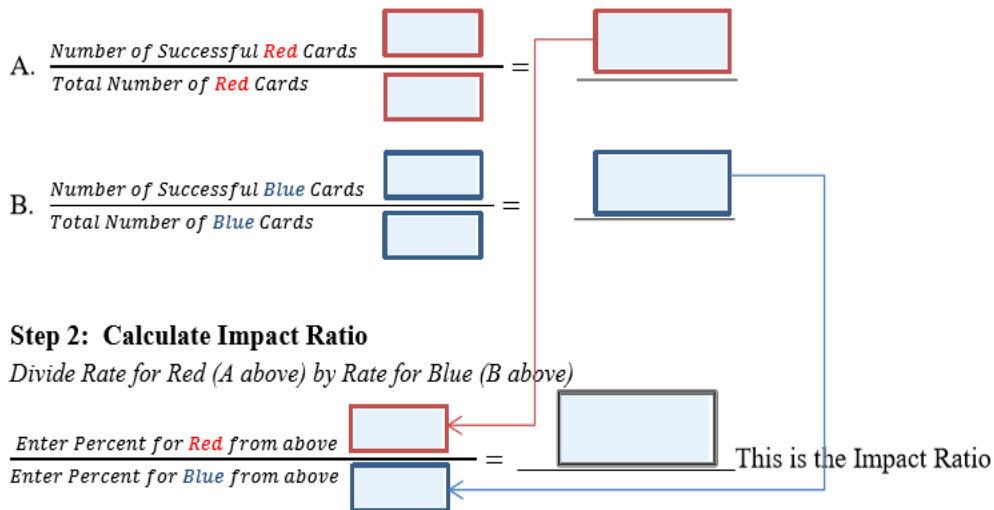 Number of Successful Red Cards
A. =
Total Number of Red Cards
Number of Successful Blue Cards
B. =
Total Number of Blue Cards
Step 2: Calculate Impact Ratio
Divide Rate for Red (A above) by Rate for Blue (B above)
Enter Percent for Red from above
= This is the Impact Ratio
Enter Percent for Blue from above